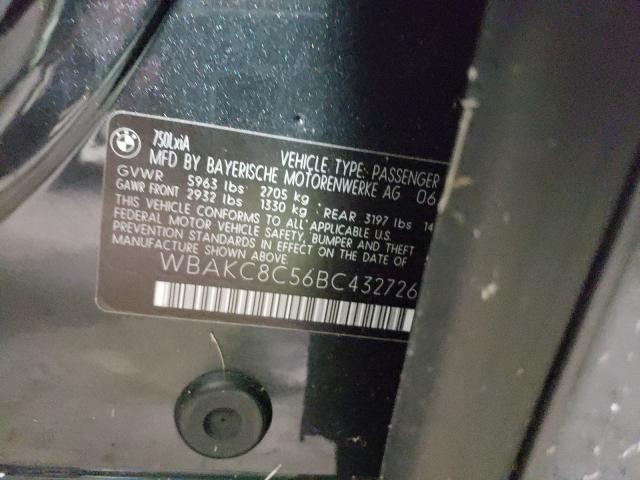 BMW
750LxiA VEHICLE TYPE: PASSENGER
MFD BY BAYERISCHE MOTORENWERKE AG 06
GVWR 5963 lbs 2705 kg
GAWR FRONT 2932 lbs 1330 kg REAR 3197 lbs 14
THIS VEHICLE CONFORMS TO ALL APPLICABLE U.S.
FEDERAL MOTOR VEHICLE SAFETY, BUMPER AND THEFT
PREVENTION STANDARDS IN EFFECT ON THE DATE OF
MANUFACTURE SHOWN ABOVE
WBAKC8C56BC432726